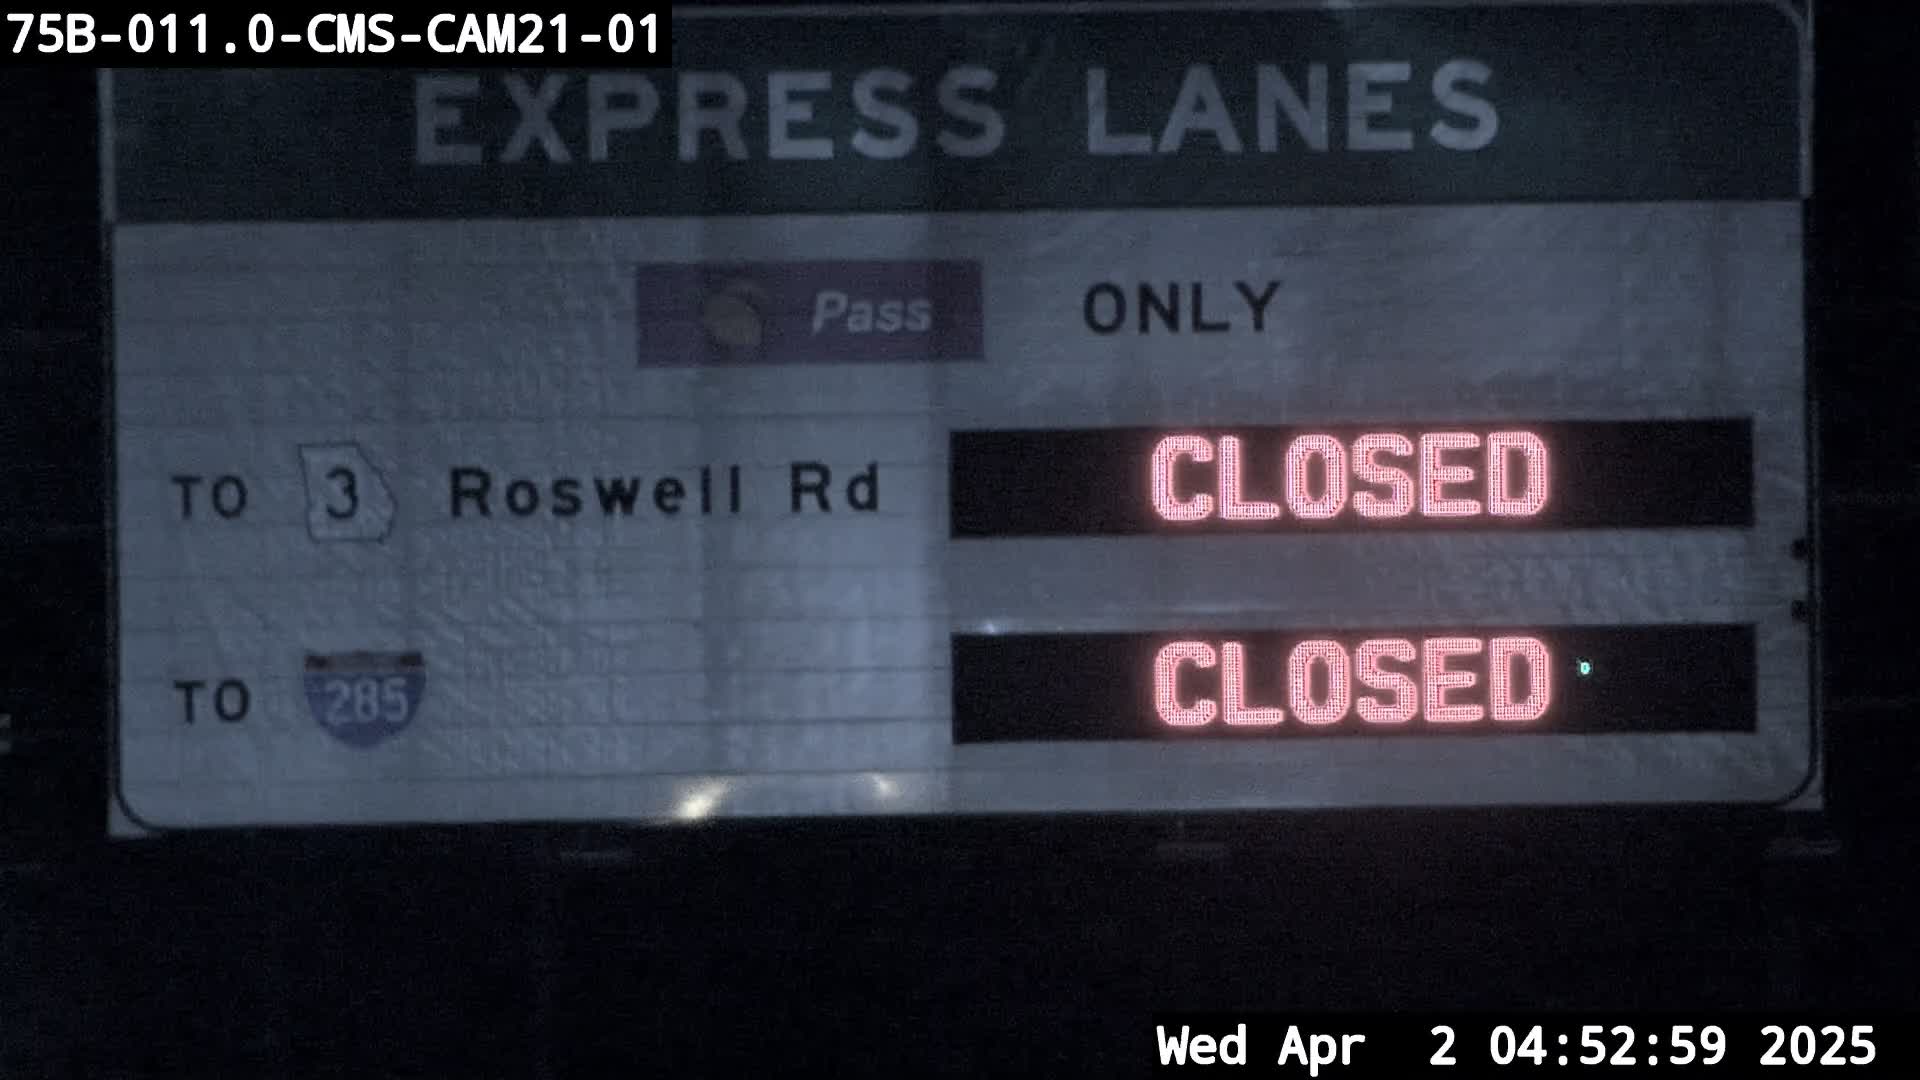 75B-011.0-CMS-CAM21-01
EXPRESS LANES
Pass ONLY
TO 3 Roswell Rd CLOSED
TO 285 CLOSED
Wed Apr 2 04:52:59 2025